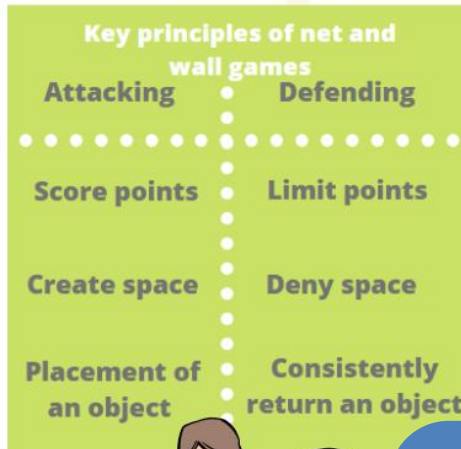 Key principles of net and
wall games
Attacking Defending
Score points Limit points
Create space Deny space
Placement of
an object
Consistently
return an object